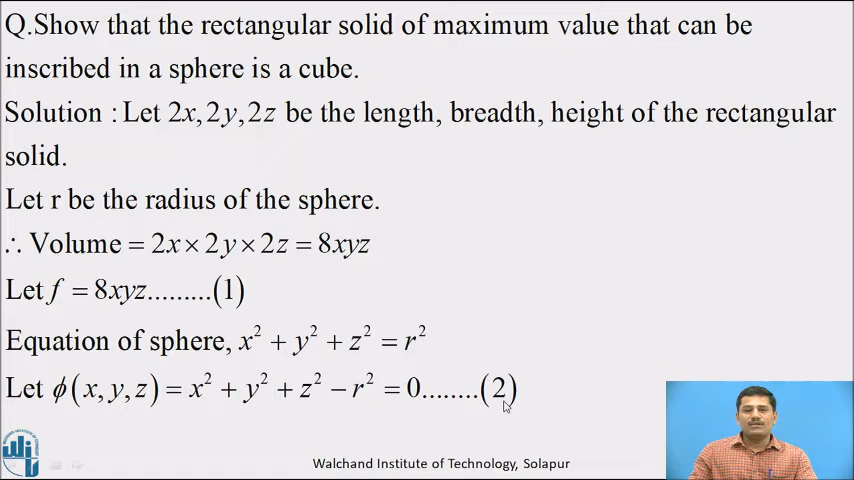 Q.Show that the rectangular solid of maximum value that can be
inscribed in a sphere is a cube.
Solution : Let 2x, 2y, 2z be the length, breadth, height of the rectangular
solid.
Let r be the radius of the sphere.
∴ Volume = 2x × 2y × 2z = 8xyz
Let f = 8xyz.........(1)
Equation of sphere, x² + y² + z² = r²
Let ϕ(x, y, z) = x² + y² + z² − r² = 0........(2)
Walchand Institute of Technology, Solapur